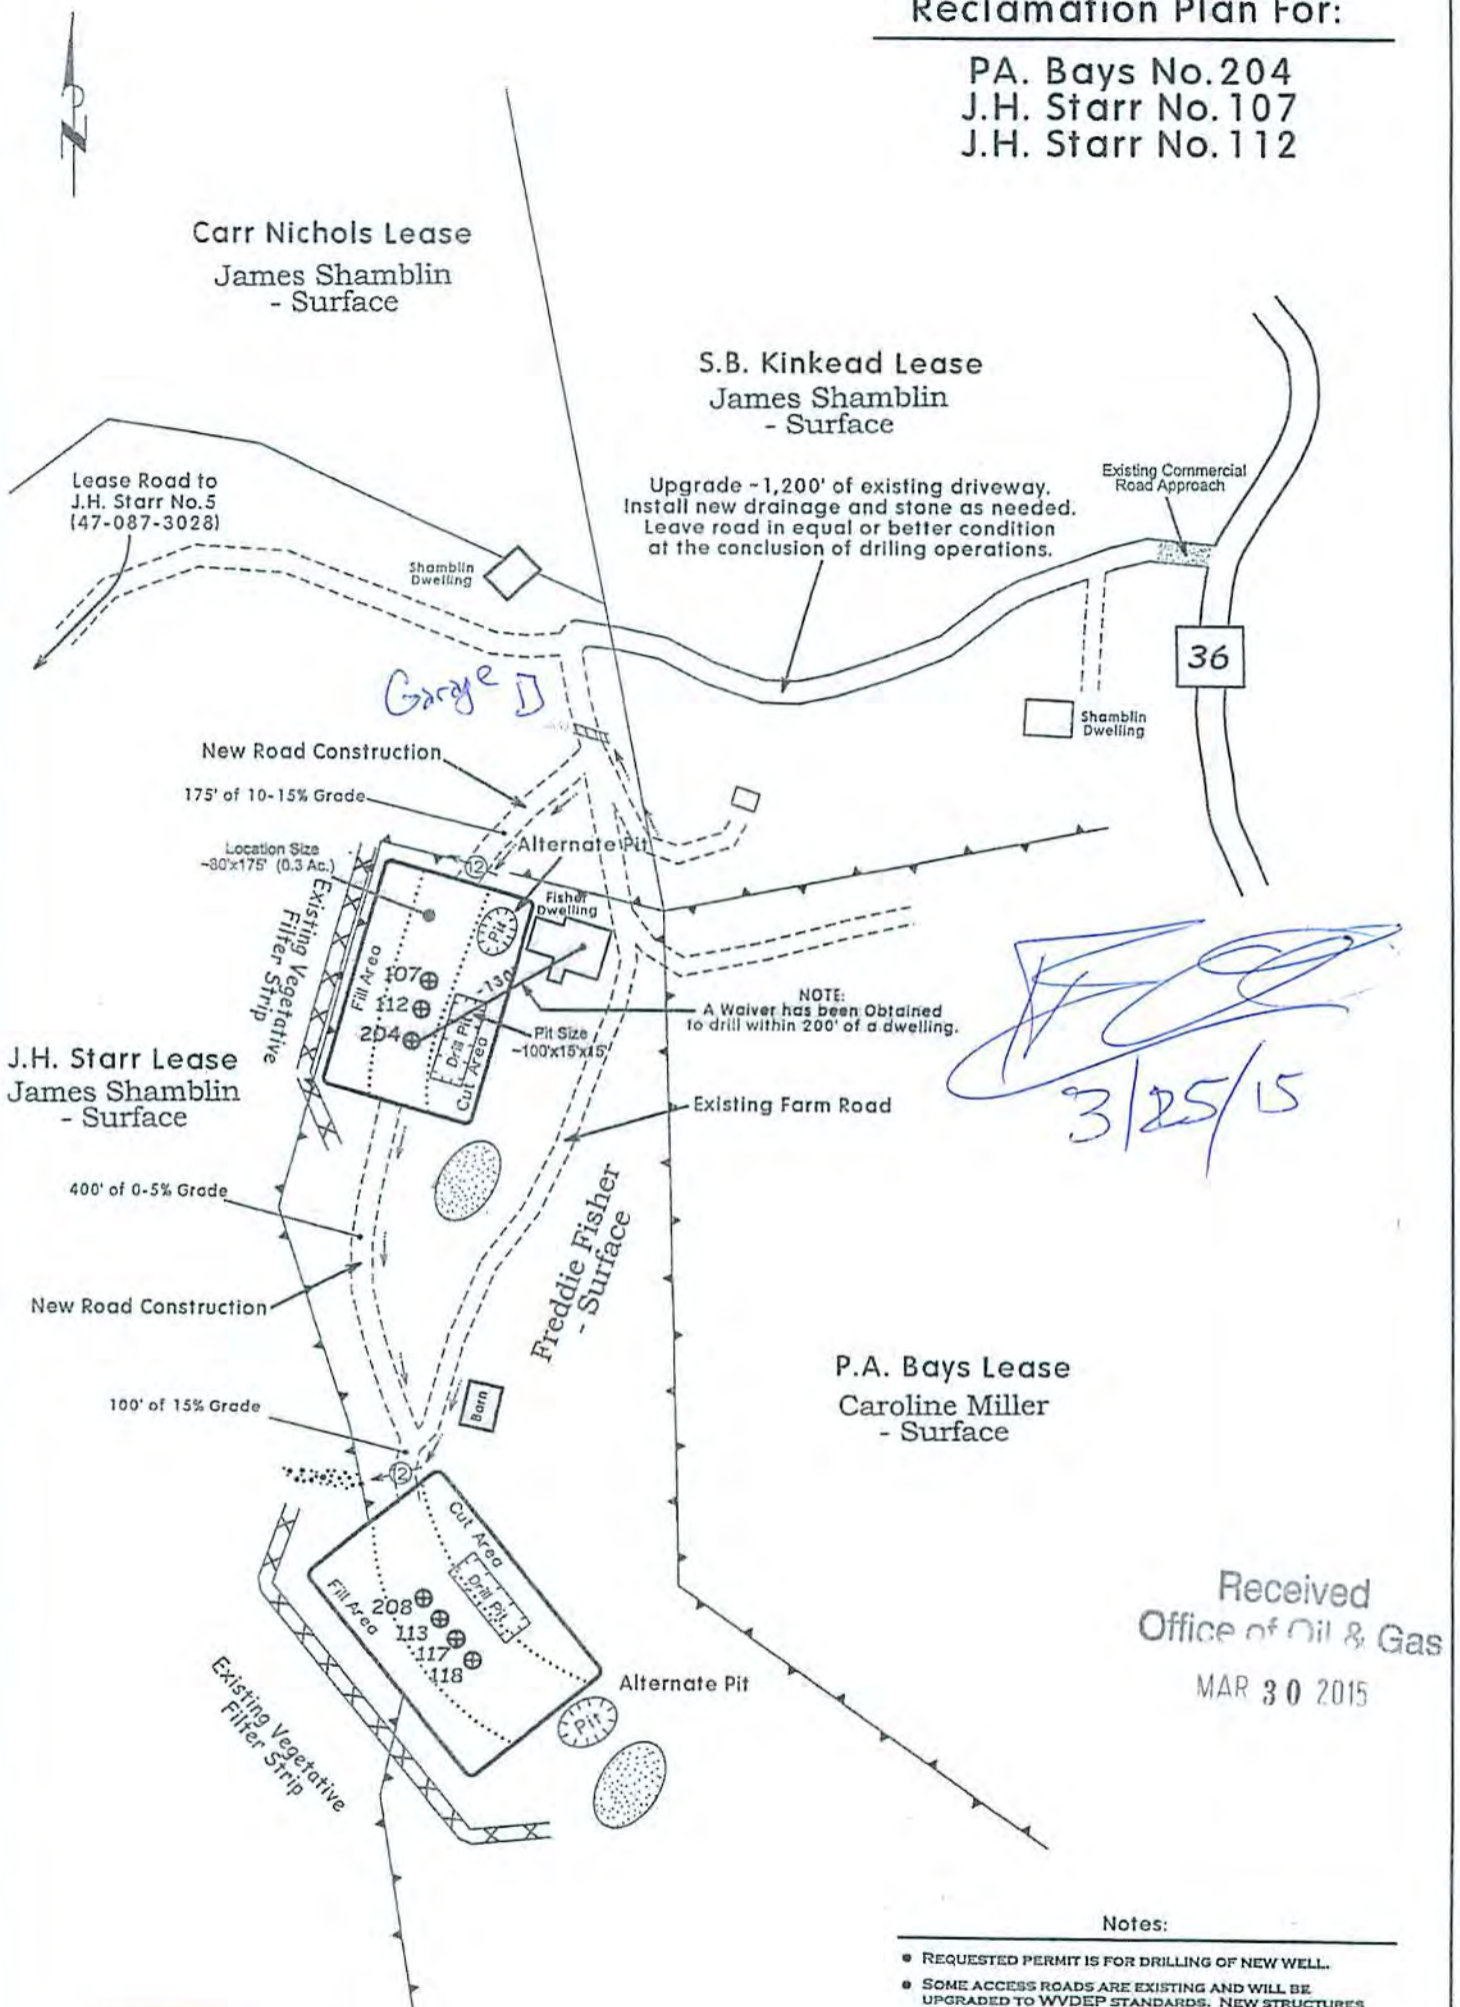 Reclamation Plan For:
PA. Bays No.204
J.H. Starr No.107
J.H. Starr No.112
N
Carr Nichols Lease
James Shamblin
- Surface
S.B. Kinkead Lease
James Shamblin
- Surface
Lease Road to
J.H. Starr No.5
(47-087-3028)
Upgrade ~1,200' of existing driveway.
Install new drainage and stone as needed.
Leave road in equal or better condition
at the conclusion of driling operations.
Existing Commercial
Road Approach
Shamblin
Dwelling
36
Garage
Shamblin
Dwelling
New Road Construction
175' of 10-15% Grade
Location Size
~80'x175' (0.3 Ac.)
12
Alternate Pit
Existing Vegetative
Filter Strip
Fisher
Dwelling
Pit
Fill Area
107
112
204
~130'
Drill Pit
Cut Area
Pit Size
~100'x15'x15'
NOTE:
A Waiver has been Obtained
to drill within 200' of a dwelling.
3/25/15
J.H. Starr Lease
James Shamblin
- Surface
Existing Farm Road
400' of 0-5% Grade
Freddie Fisher
- Surface
New Road Construction
P.A. Bays Lease
Caroline Miller
- Surface
100' of 15% Grade
Barn
12
Cut Area
Drill Pit
Fill Area
208
113
117
118
Existing Vegetative
Filter Strip
Alternate Pit
Pit
Received
Office of Oil & Gas
MAR 30 2015
Notes:
REQUESTED PERMIT IS FOR DRILLING OF NEW WELL.
SOME ACCESS ROADS ARE EXISTING AND WILL BE
UPGRADED TO WVDEP STANDARDS. NEW STRUCTURES